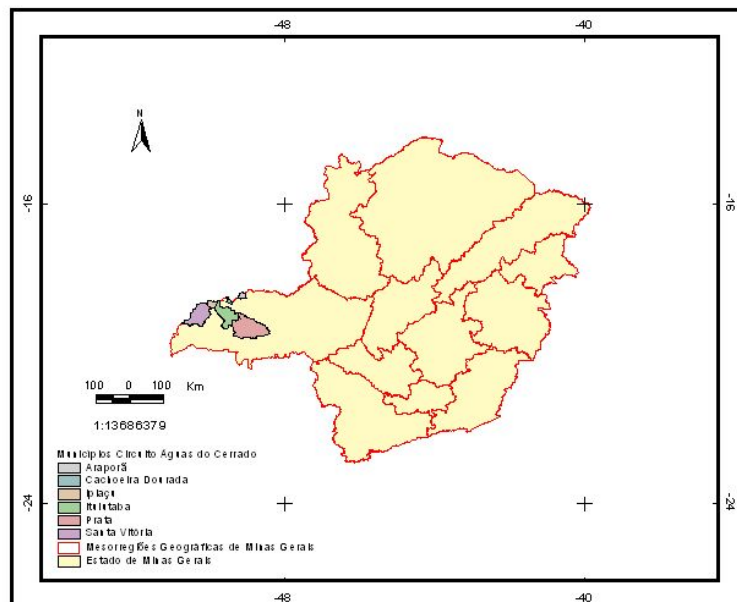 -48 -40
N
-16 -16
100 0 100 Km
1:13686379
Municípios Circuito Águas do Cerrado
Araporã
Cachoeira Dourada
Ipiaçu
Ituiutaba
Prata
Santa Vitória
Mesorregiões Geográficas de Minas Gerais
Estado de Minas Gerais
-24 -24
-48 -40